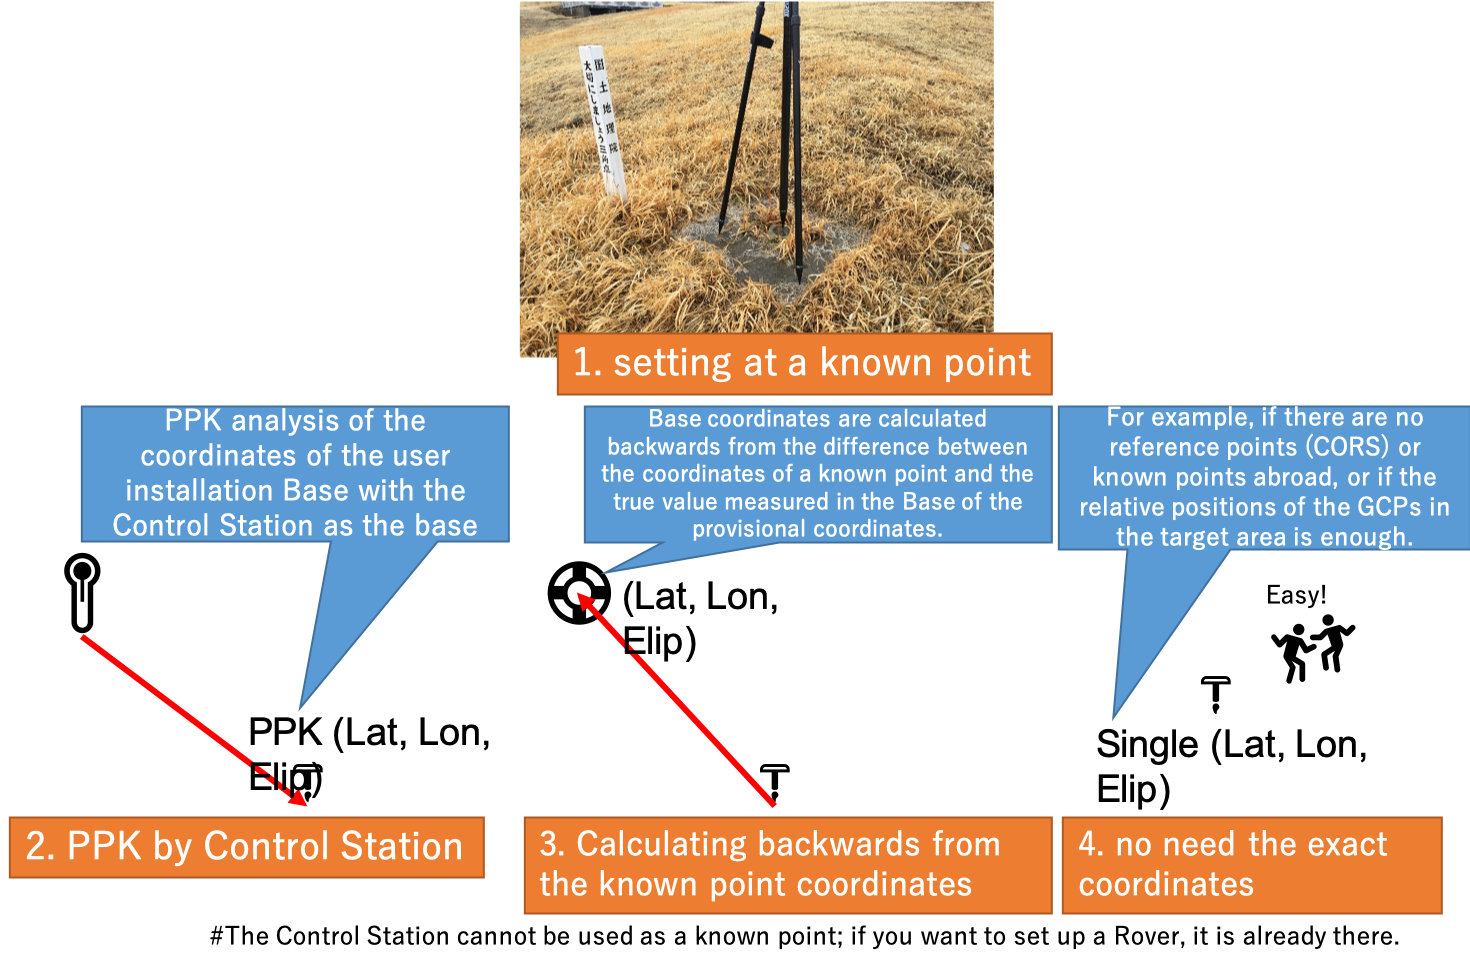 国土地理院
大切にしましょう三角点
1. setting at a known point
PPK analysis of the
coordinates of the user
installation Base with the
Control Station as the base
Base coordinates are calculated
backwards from the difference between
the coordinates of a known point and the
true value measured in the Base of the
provisional coordinates.
For example, if there are no
reference points (CORS) or
known points abroad, or if the
relative positions of the GCPs in
the target area is enough.
PPK (Lat, Lon,
Elip)
(Lat, Lon,
Elip)
Easy!
Single (Lat, Lon,
Elip)
2. PPK by Control Station
3. Calculating backwards from
the known point coordinates
4. no need the exact
coordinates
#The Control Station cannot be used as a known point; if you want to set up a Rover, it is already there.